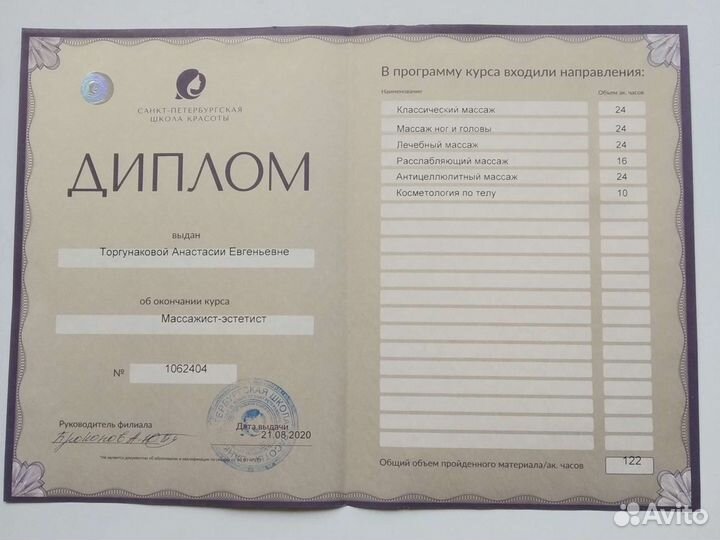 САНКТ-ПЕТЕРБУРГСКАЯ
ШКОЛА КРАСОТЫ
ДИПЛОМ
выдан
Торгунаковой Анастасии Евгеньевне
об окончании курса
Массажист-эстетист
№ 1062404
Руководитель филиала
Дата выдачи
21.08.2020
В программу курса входили направления:
Наименование Объем ак. часов
Классический массаж 24
Массаж ног и головы 24
Лечебный массаж 24
Расслабляющий массаж 16
Антицеллюлитный массаж 24
Косметология по телу 10
Общий объем пройденного материала/ак. часов 122
Avito